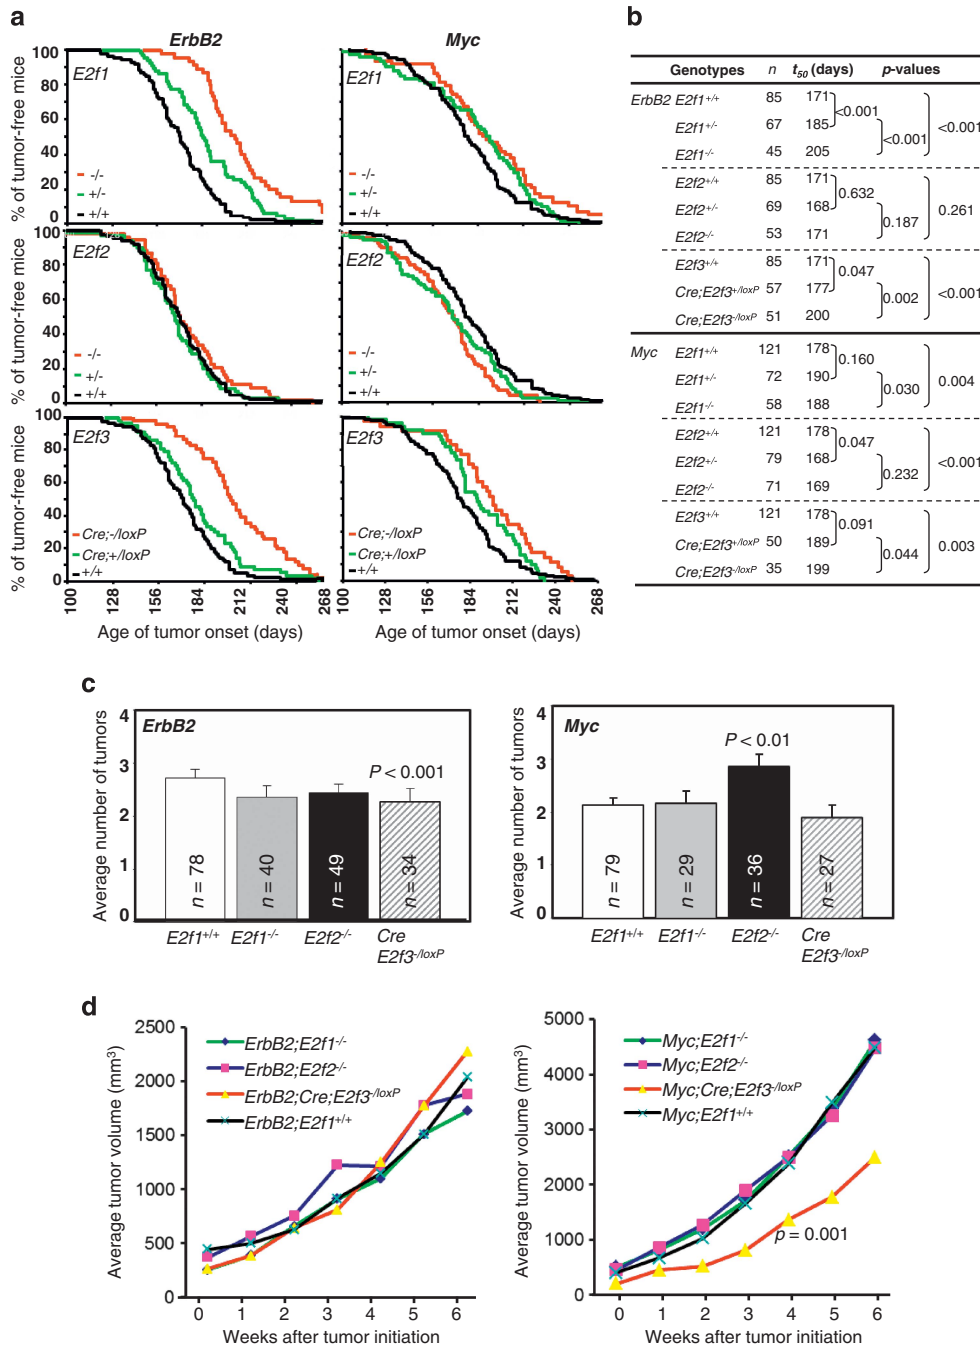 a
ErbB2
Myc
% of tumor-free mice
100
80
60
40
20
0
E2f1
-/-
+/-
+/+
E2f1
-/-
+/-
+/+
% of tumor-free mice
100
80
60
40
20
0
E2f2
-/-
+/-
+/+
100 128 156 184 212 240 268
E2f2
-/-
+/-
+/+
100 128 156 184 212 240 268
% of tumor-free mice
100
80
60
40
20
0
E2f3
Cre;-/loxP
Cre;+/loxP
+/+
100 128 156 184 212 240 268
Age of tumor onset (days)
E2f3
Cre;-/loxP
Cre;+/loxP
+/+
100 128 156 184 212 240 268
Age of tumor onset (days)
b
Genotypes n t50 (days) p-values
ErbB2 E2f1+/+ 85 171
<0.001
E2f1+/- 67 185 <0.001
<0.001
E2f1-/- 45 205
E2f2+/+ 85 171
0.632
E2f2+/- 69 168 0.261
0.187
E2f2-/- 53 171
E2f3+/+ 85 171
0.047
Cre;E2f3+/loxP 57 177 <0.001
0.002
Cre;E2f3-/loxP 51 200
Myc E2f1+/+ 121 178
0.160
E2f1+/- 72 190 0.004
0.030
E2f1-/- 58 188
E2f2+/+ 121 178
0.047
E2f2+/- 79 168 <0.001
0.232
E2f2-/- 71 169
E2f3+/+ 121 178
0.091
Cre;E2f3+/loxP 50 189 0.003
0.044
Cre;E2f3-/loxP 35 199
c
Average number of tumors
4
3
2
1
0
ErbB2
P < 0.001
n = 78
n = 40
n = 49
n = 34
E2f1+/+ E2f1-/- E2f2-/- Cre
E2f3-/loxP
Average number of tumors
4
3
2
1
0
Myc
P < 0.01
n = 79
n = 29
n = 36
n = 27
E2f1+/+ E2f1-/- E2f2-/- Cre
E2f3-/loxP
d
Average tumor volume (mm3)
2500
2000
1500
1000
500
0
ErbB2;E2f1-/-
ErbB2;E2f2-/-
ErbB2;Cre;E2f3-/loxP
ErbB2;E2f1+/+
0 1 2 3 4 5 6
Weeks after tumor initiation
Average tumor volume (mm3)
5000
4000
3000
2000
1000
0
Myc;E2f1-/-
Myc;E2f2-/-
Myc;Cre;E2f3-/loxP
Myc;E2f1+/+
p = 0.001
0 1 2 3 4 5 6
Weeks after tumor initiation